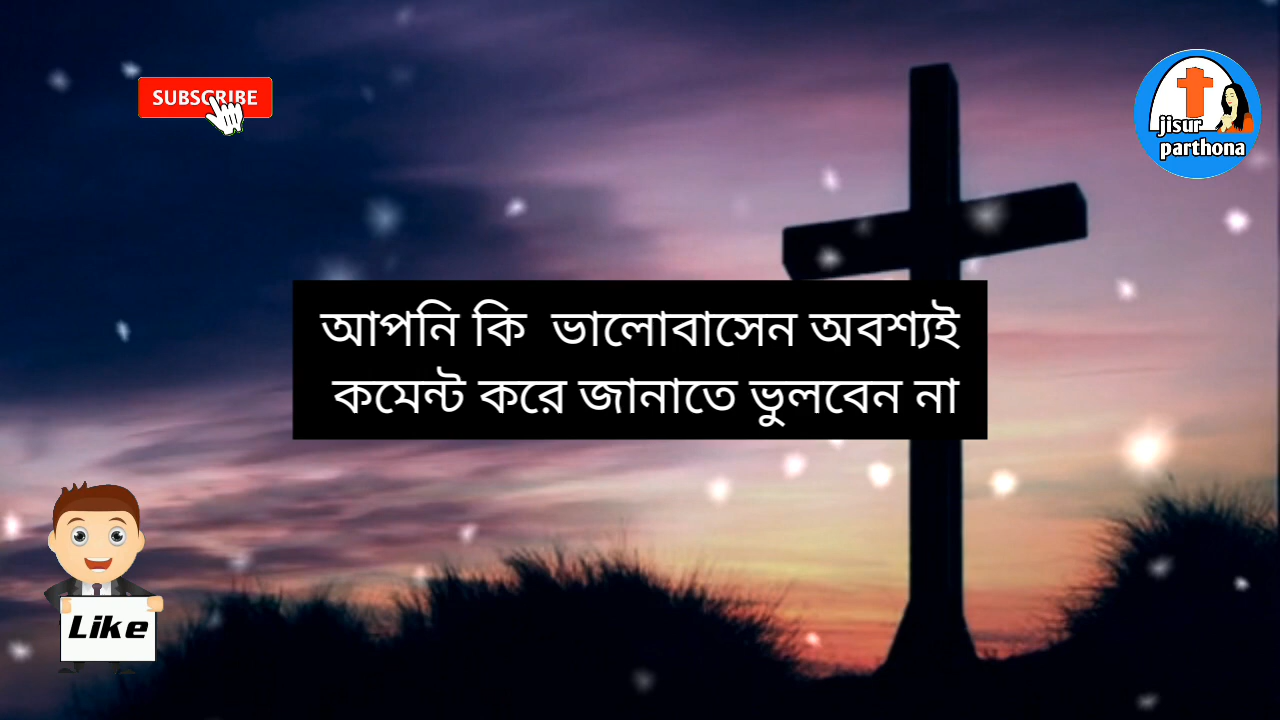 SUBSCRIBE
jisur
parthona
আপনি কি ভালোবাসেন অবশ্যই
কমেন্ট করে জানাতে ভুলবেন না
Like